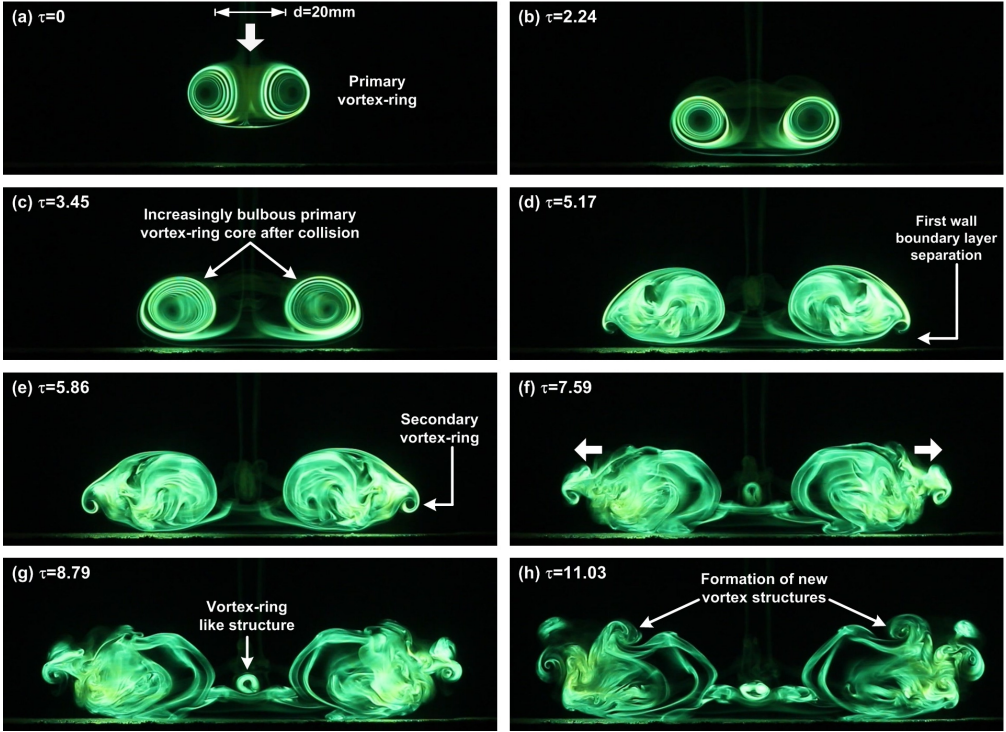 (a) τ=0
d=20mm
Primary
vortex-ring
(b) τ=2.24
(c) τ=3.45
Increasingly bulbous primary
vortex-ring core after collision
(d) τ=5.17
First wall
boundary layer
separation
(e) τ=5.86
Secondary
vortex-ring
(f) τ=7.59
(g) τ=8.79
Vortex-ring
like structure
(h) τ=11.03
Formation of new
vortex structures